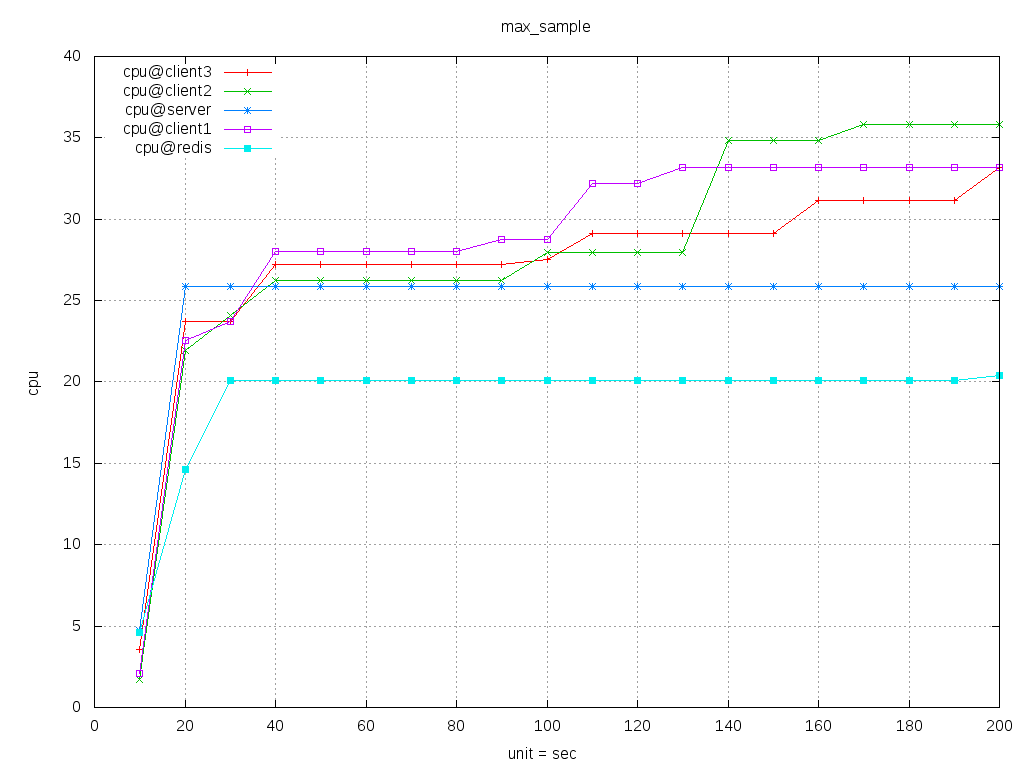 max_sample
40
35
30
25
20
15
10
5
0
cpu
cpu@client3
cpu@client2
cpu@server
cpu@client1
cpu@redis
0 20 40 60 80 100 120 140 160 180 200
unit = sec